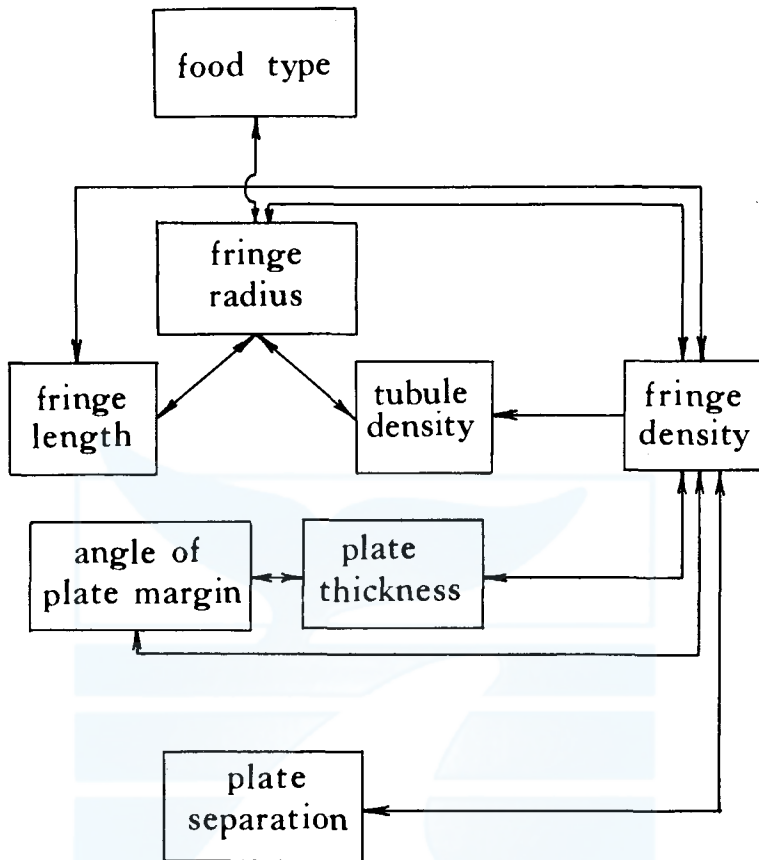 food type
fringe
radius
fringe
length
tubule
density
fringe
density
angle of
plate margin
plate
thickness
plate
separation